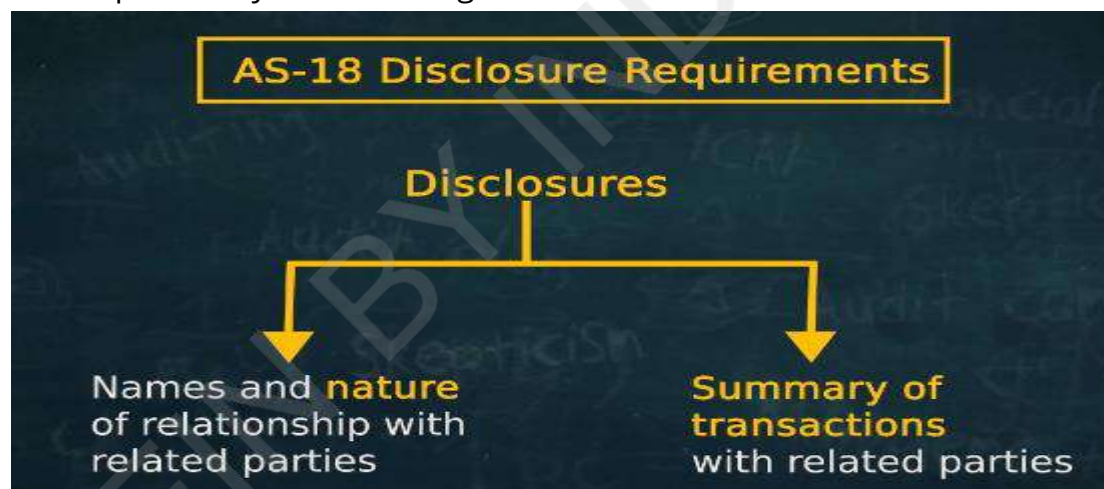 AS-18 Disclosure Requirements
Disclosures
Names and nature
of relationship with
related parties
Summary of
transactions
with related parties